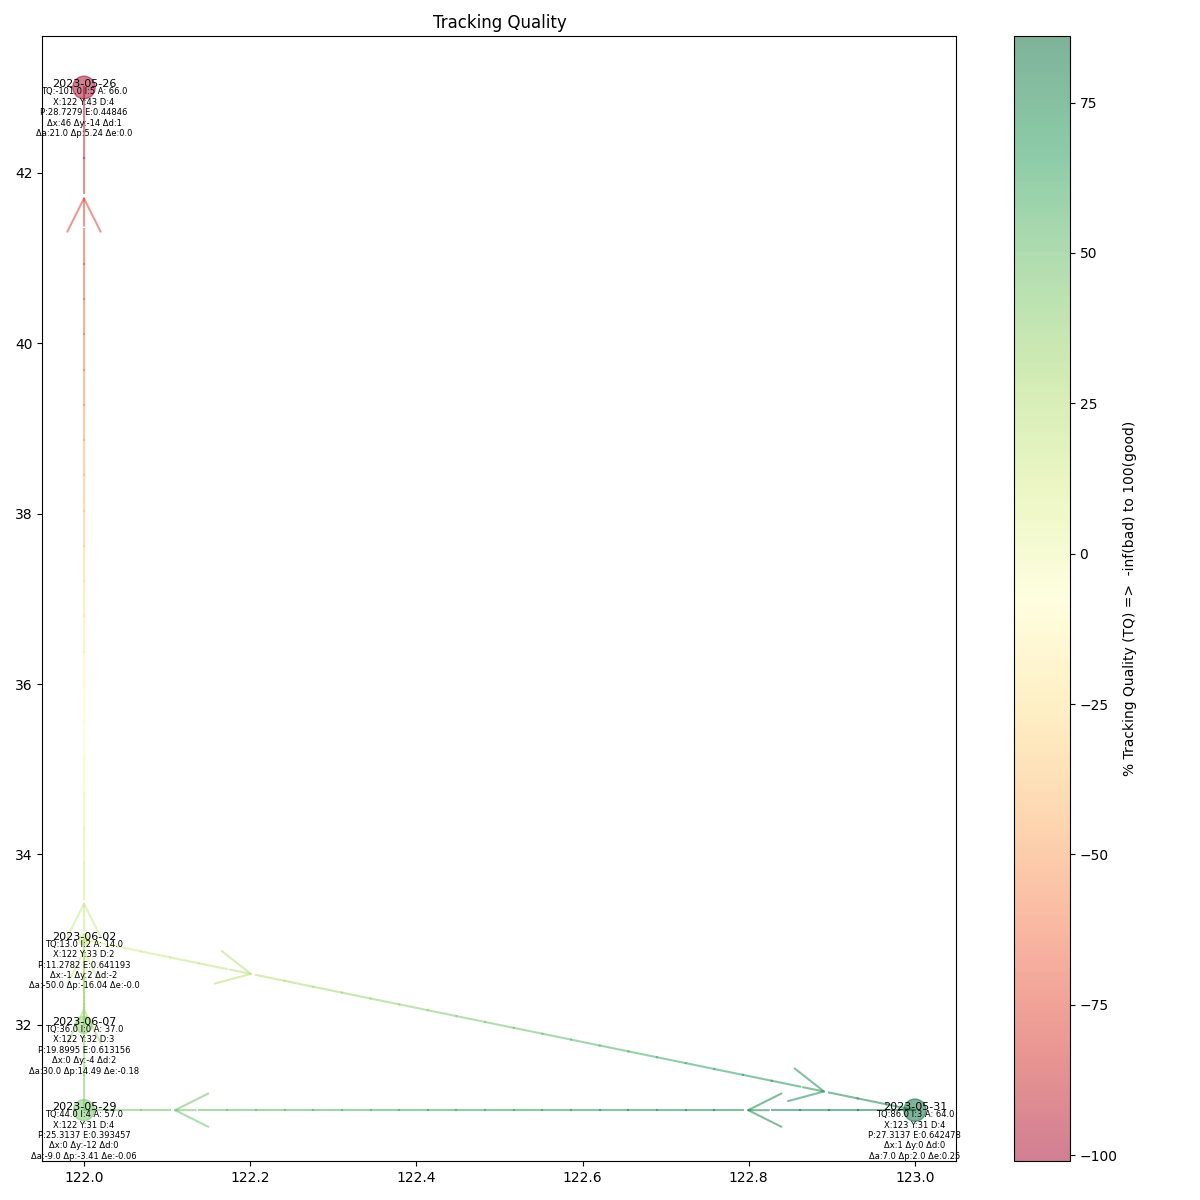 Tracking Quality
2023-05-26
TQ:-101.0 I:5 A: 66.0
X:122 Y:43 D:4
P:28.7279 E:0.44846
Δx:46 Δy:-14 Δd:1
Δa:21.0 Δp:5.24 Δe:0.0
2023-06-02
TQ:13.0 I:2 A: 14.0
X:122 Y:33 D:2
P:11.2782 E:0.641193
Δx:-1 Δy:2 Δd:-2
Δa:-50.0 Δp:-16.04 Δe:-0.0
2023-06-07
TQ:36.0 I:0 A: 37.0
X:122 Y:32 D:3
P:19.8995 E:0.613156
Δx:0 Δy:-4 Δd:2
Δa:30.0 Δp:14.49 Δe:-0.18
2023-05-29
TQ:44.0 I:4 A: 57.0
X:122 Y:31 D:4
P:25.3137 E:0.393457
Δx:0 Δy:-12 Δd:0
Δa:-9.0 Δp:-3.41 Δe:-0.06
2023-05-31
TQ:86.0 I:3 A: 64.0
X:123 Y:31 D:4
P:27.3137 E:0.642478
Δx:1 Δy:0 Δd:0
Δa:7.0 Δp:2.0 Δe:0.25
42
40
38
36
34
32
122.0
122.2
122.4
122.6
122.8
123.0
75
50
25
0
−25
−50
−75
−100
% Tracking Quality (TQ) => -inf(bad) to 100(good)